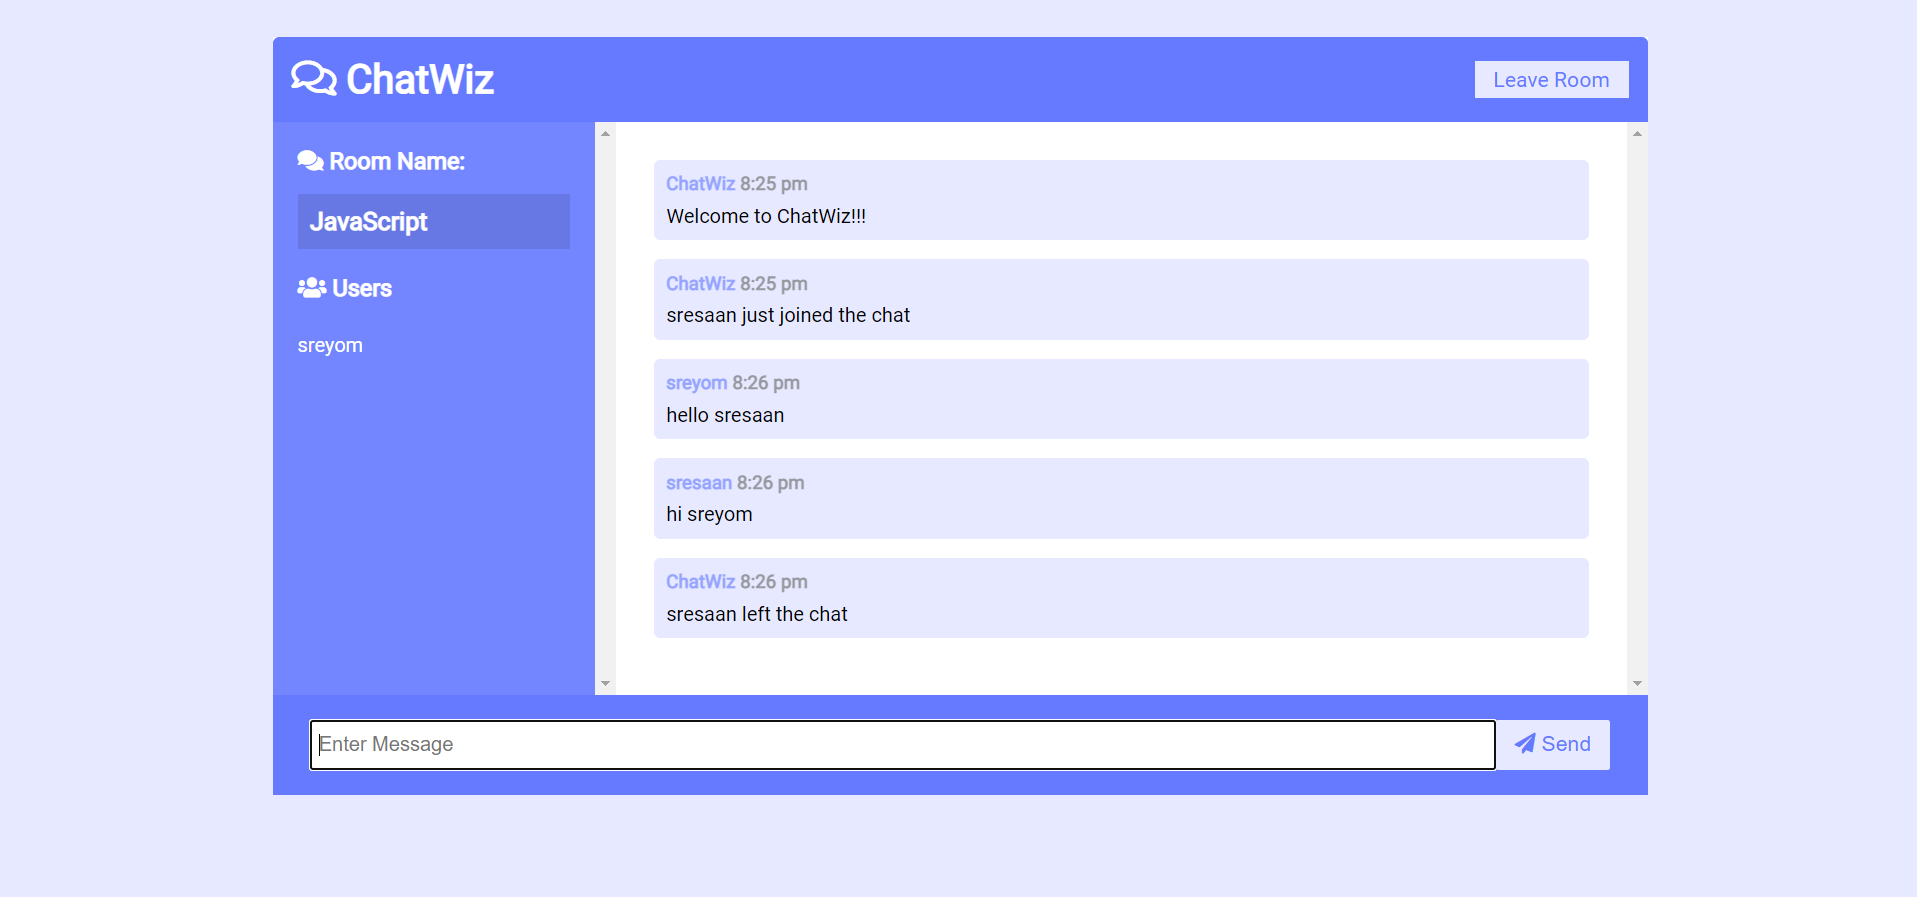 ChatWiz
Leave Room
Room Name:
JavaScript
Users
sreyom
ChatWiz 8:25 pm
Welcome to ChatWiz!!!
ChatWiz 8:25 pm
sresaan just joined the chat
sreyom 8:26 pm
hello sresaan
sresaan 8:26 pm
hi sreyom
ChatWiz 8:26 pm
sresaan left the chat
Enter Message
Send